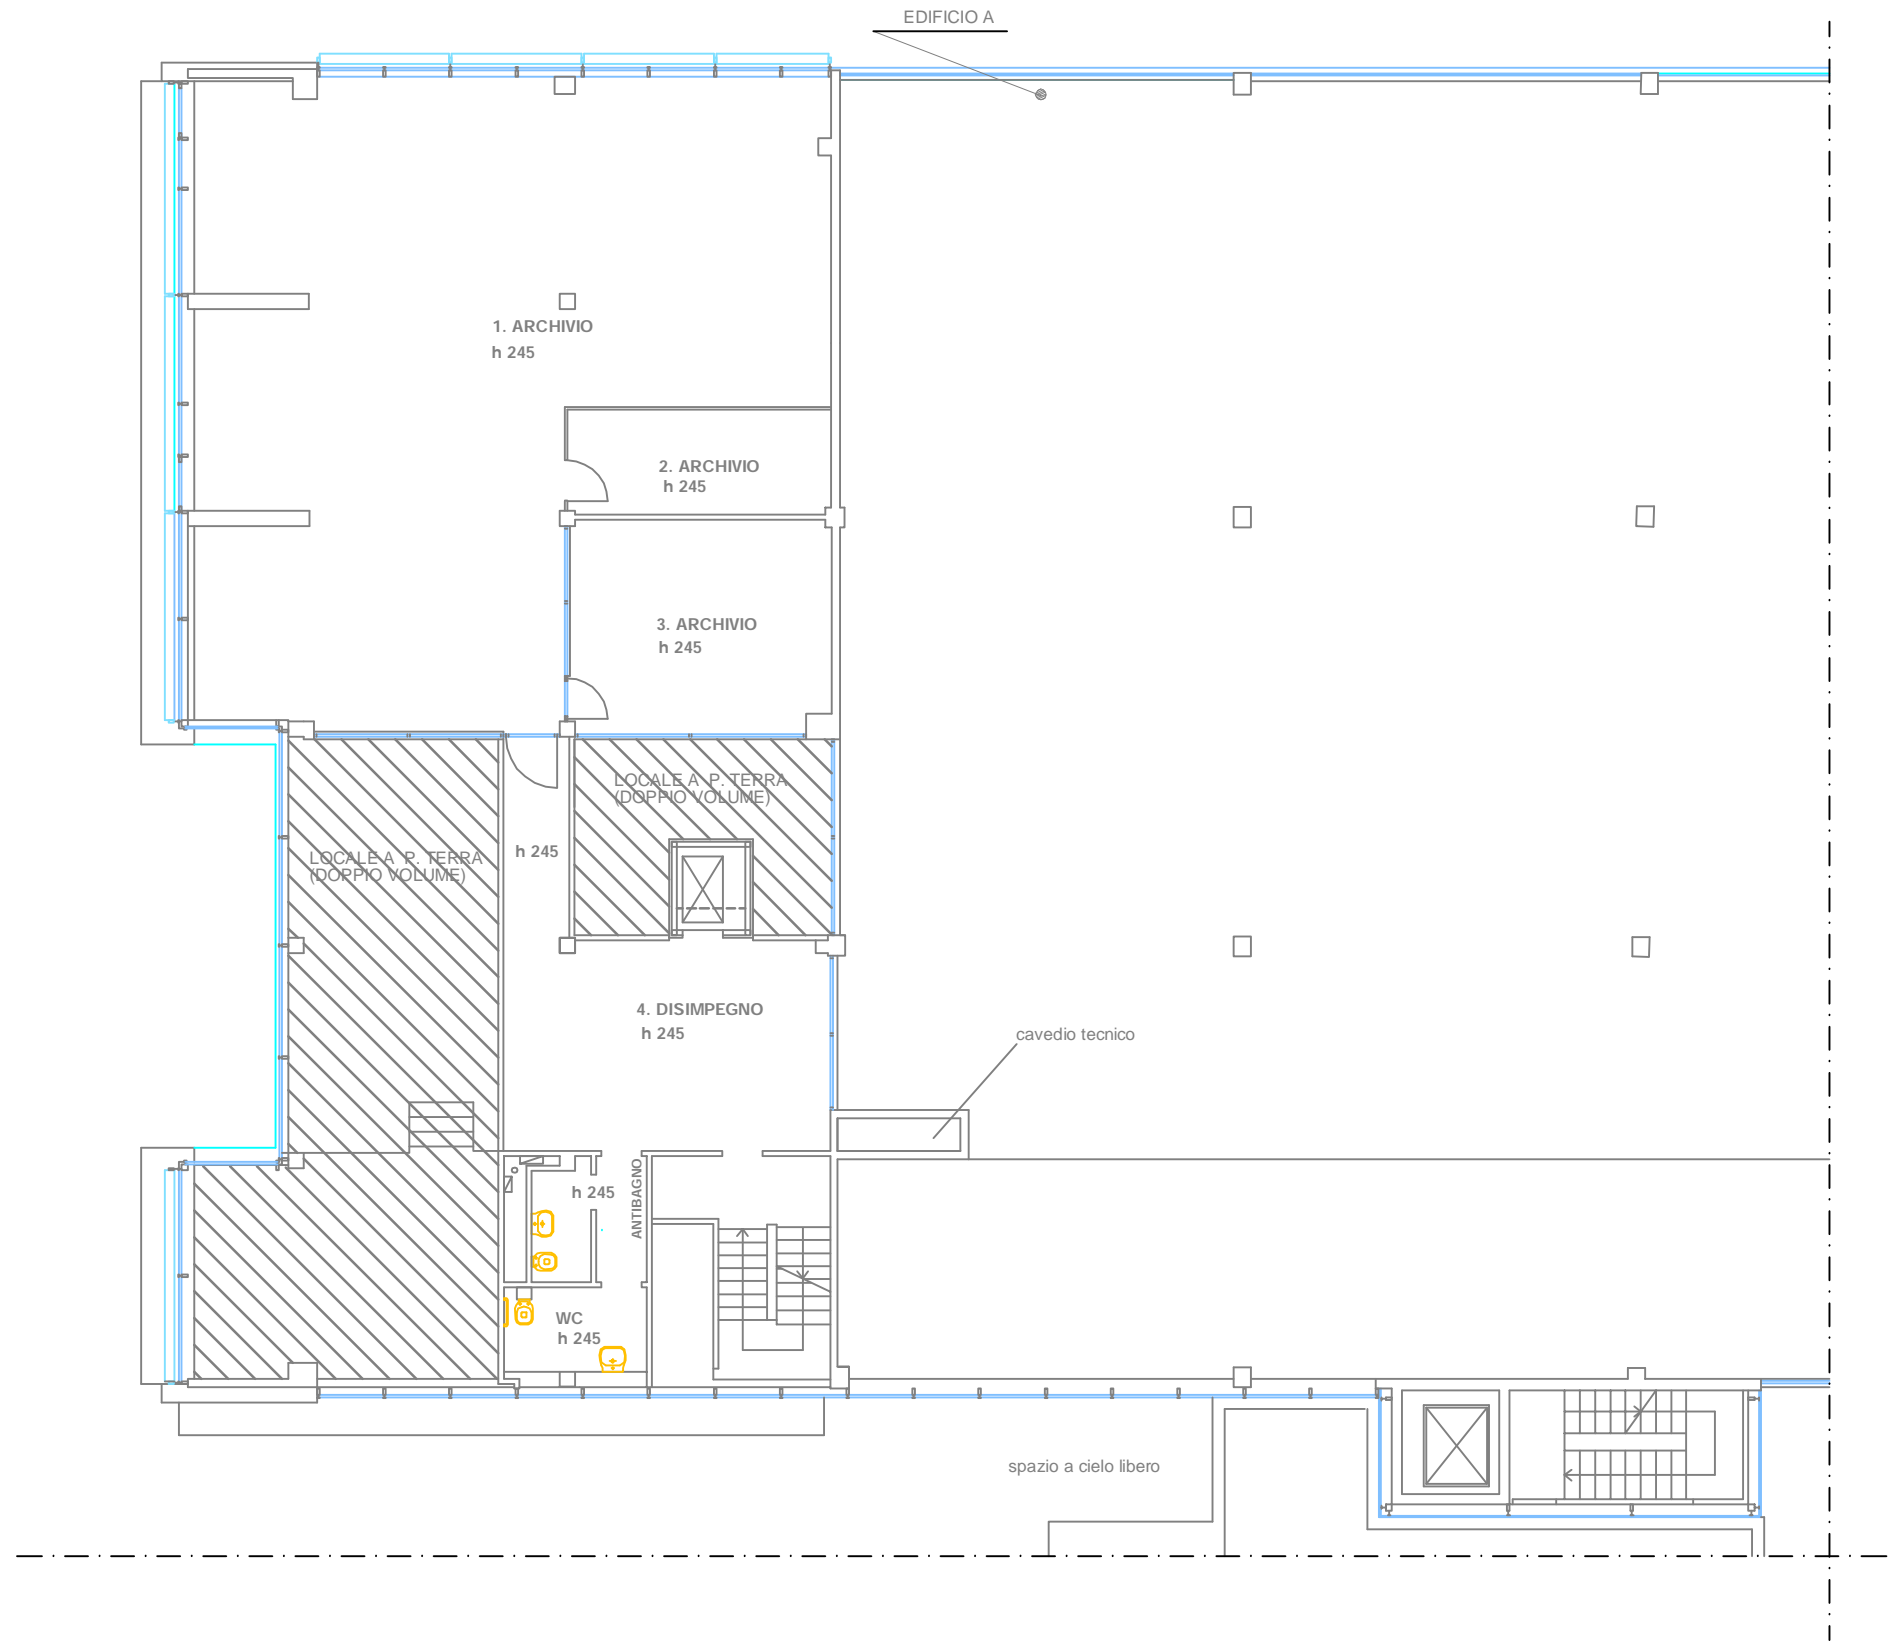 EDIFICIO A
1. ARCHIVIO
h 245
2. ARCHIVIO
h 245
3. ARCHIVIO
h 245
LOCALE A P. TERRA
(DOPPIO VOLUME)
h 245
LOCALE A P. TERRA
(DOPPIO VOLUME)
4. DISIMPEGNO
h 245
cavedio tecnico
h 245
ANTIBAGNO
WC
h 245
spazio a cielo libero